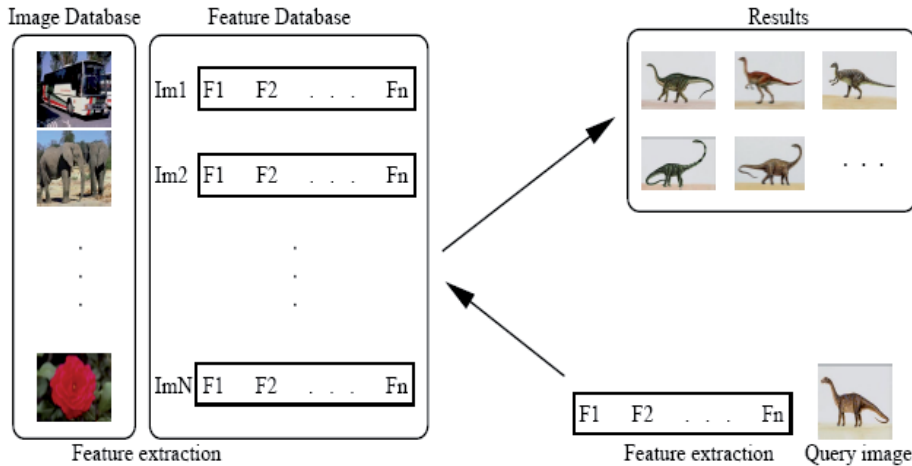 Image Database
Feature Database
Results
Im1 F1 F2 . . . Fn
Im2 F1 F2 . . . Fn
. . .
.
.
.
.
.
.
ImN F1 F2 . . . Fn
F1 F2 . . . Fn
Feature extraction
Feature extraction
Query image